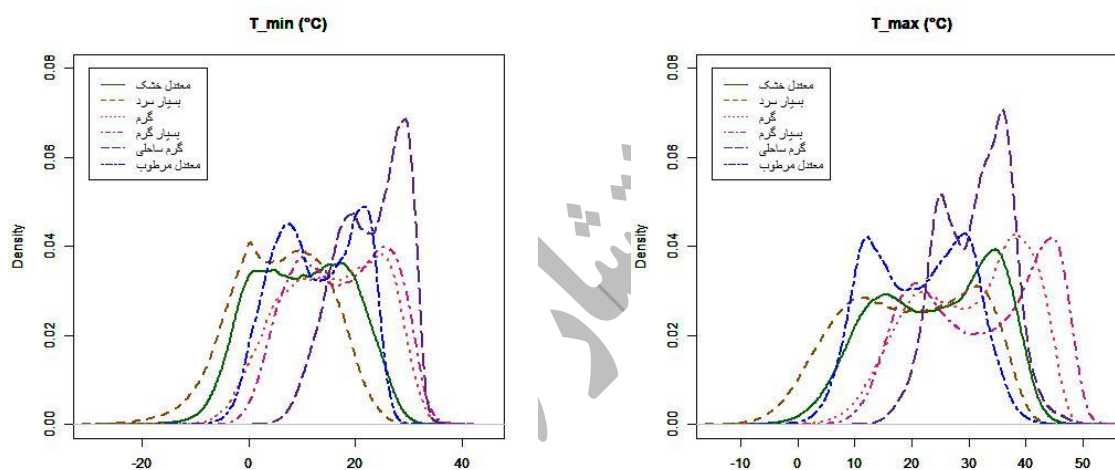 T_min (°C)
Density
0.00
0.02
0.04
0.06
0.08
-20
0
20
40
معتدل خشک
بسیار سرد
گرم
بسیار گرم
گرم ساحلی
معتدل مرطوب
T_max (°C)
Density
0.00
0.02
0.04
0.06
0.08
-10
0
10
20
30
40
50
معتدل خشک
بسیار سرد
گرم
بسیار گرم
گرم ساحلی
معتدل مرطوب